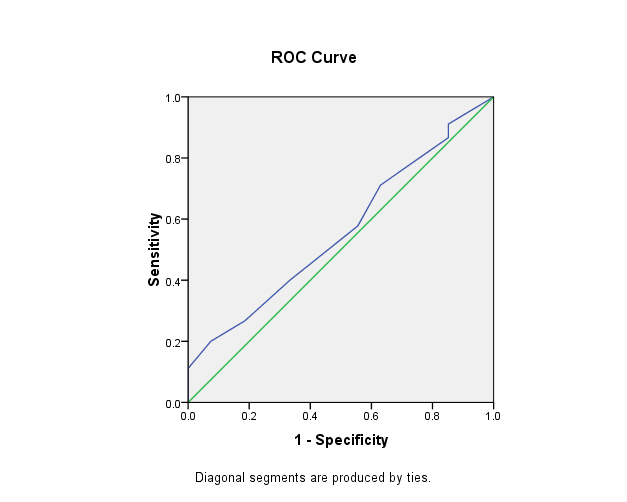 ROC Curve
Sensitivity
1.0
0.8
0.6
0.4
0.2
0.0
0.0 0.2 0.4 0.6 0.8 1.0
1 - Specificity
Diagonal segments are produced by ties.